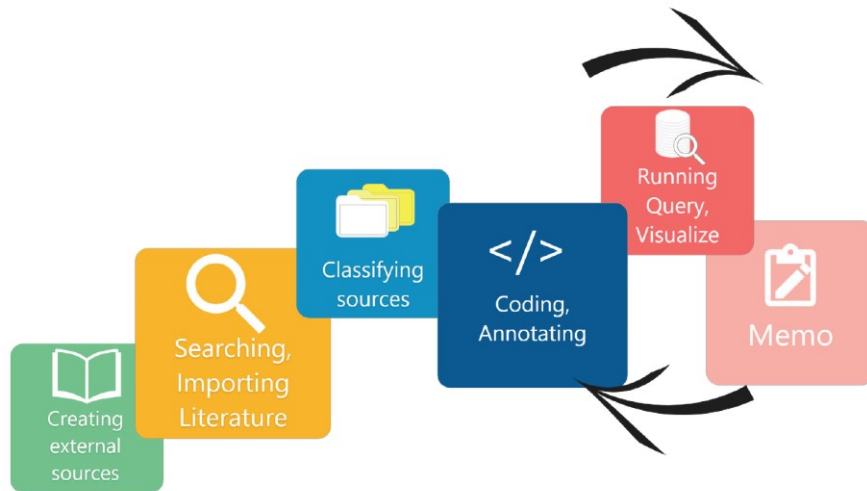 Creating
external
sources
Searching,
Importing
Literature
Classifying
sources
</>
Coding,
Annotating
Running
Query,
Visualize
Memo